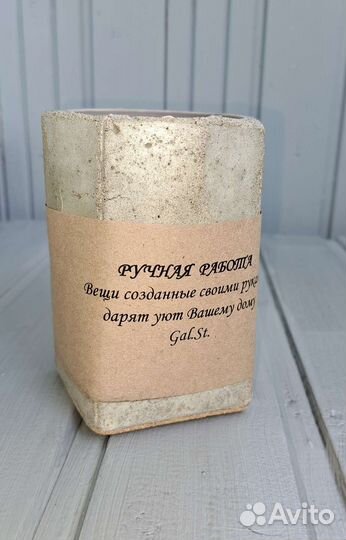 РУЧНАЯ РАБОТА
Вещи созданные своими
дарят уют Вашему дому
Gal.St.
Avito